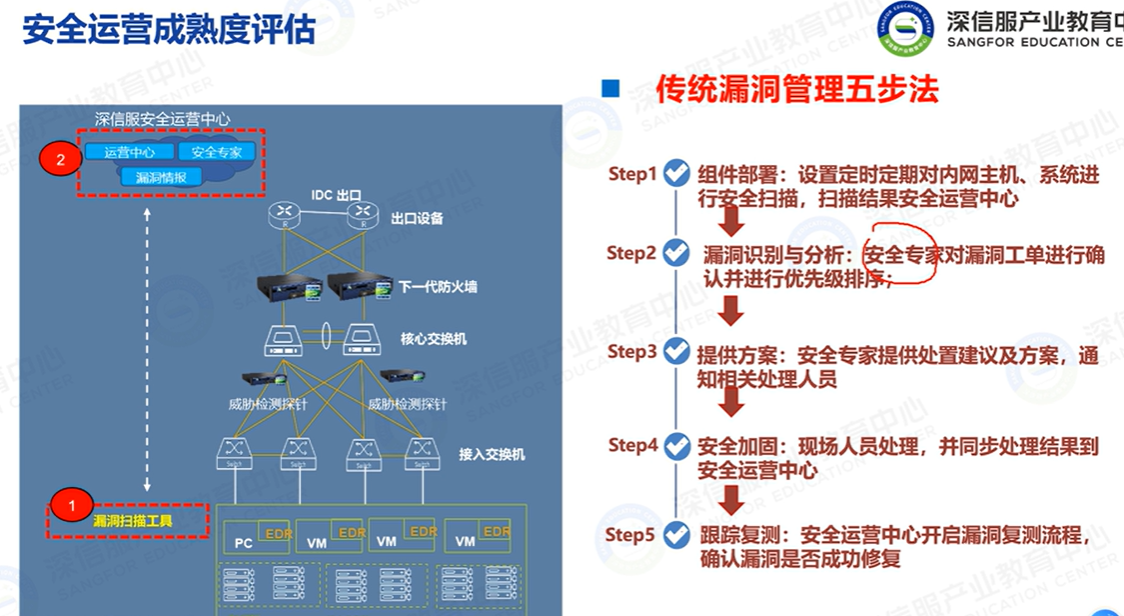 安全运营成熟度评估
深信服产业教育中
SANGFOR EDUCATION CE
传统漏洞管理五步法
深信服安全运营中心
2
运营中心
安全专家
漏洞情报
IDC 出口
R
R
出口设备
下一代防火墙
核心交换机
威胁检测探针
威胁检测探针
Switch
Switch
Switch
Switch
接入交换机
1
漏洞扫描工具
PC
EDR
VM
EDR
VM
EDR
VM
EDR
Step1
组件部署：设置定时定期对内网主机、系统进
行安全扫描，扫描结果安全运营中心
Step2
漏洞识别与分析：安全专家对漏洞工单进行确
认并进行优先级排序；
Step3
提供方案：安全专家提供处置建议及方案，通
知相关处理人员
Step4
安全加固：现场人员处理，并同步处理结果到
安全运营中心
Step5
跟踪复测：安全运营中心开启漏洞复测流程，
确认漏洞是否成功修复